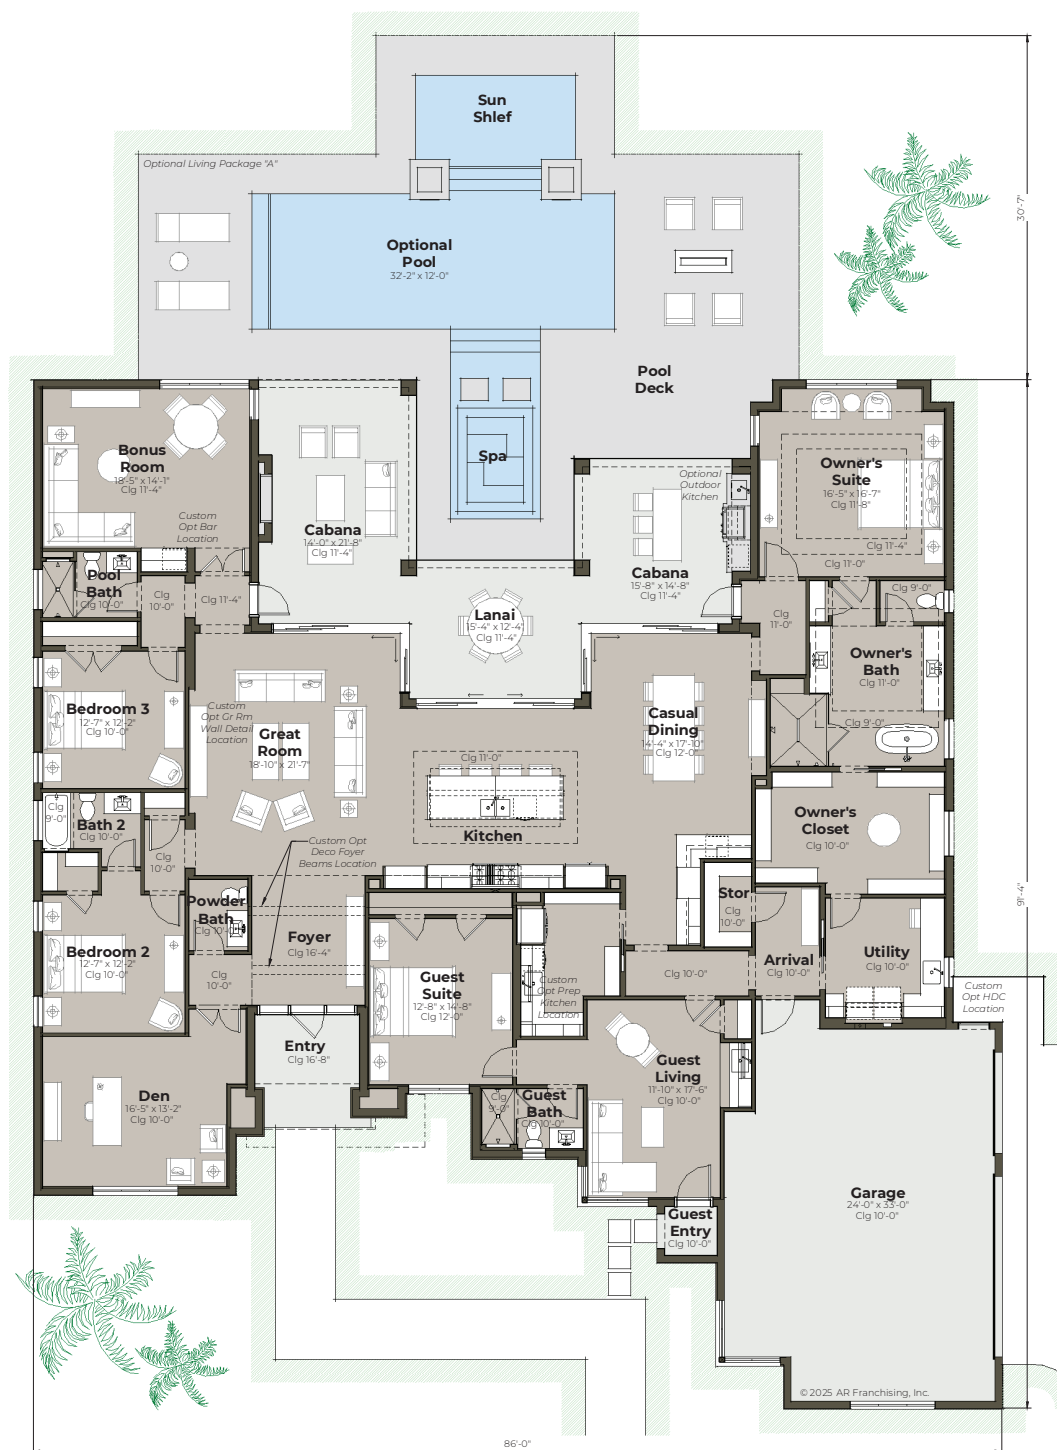 Sun
Shlef
Optional Living Package "A"
30'-7"
Optional
Pool
32'-2" x 12'-0"
Pool
Deck
Bonus
Room
18'-5" x 14'-1"
Clg 11'-4"
Custom
Opt Bar
Location
Cabana
14'-0" x 21'-8"
Clg 11'-4"
Spa
Optional
Outdoor
Kitchen
Cabana
15'-8" x 14'-8"
Clg 11'-4"
Owner's
Suite
16'-5" x 16'-7"
Clg 11'-8"
Clg 11'-4"
Clg 11'-0"
Pool
Bath
Clg 10'-0"
Clg
10'-0"
Clg 11'-4"
Lanai
15'-4" x 12'-4"
Clg 11'-4"
Clg
11'-0"
Clg 9'-0"
Owner's
Bath
Clg 11'-0"
Clg 9'-0"
Bedroom 3
12'-7" x 12'-2"
Clg 10'-0"
Custom
Opt Gr Rm
Wall Detail
Location
Great
Room
18'-10" x 21'-7"
Casual
Dining
14'-4" x 17'-10"
Clg 12'-0"
Clg 11'-0"
Kitchen
Clg
9'-0"
Bath 2
Clg 10'-0"
Clg
10'-0"
Custom Opt
Deco Foyer
Beams Location
Owner's
Closet
Clg 10'-0"
91'-4"
Powder
Bath
Clg 10'-0"
Stor
Clg
10'-0"
Bedroom 2
12'-7" x 12'-2"
Clg 10'-0"
Clg
10'-0"
Foyer
Clg 16'-4"
Guest
Suite
12'-8" x 14'-8"
Clg 12'-0"
Custom
Opt Prep
Kitchen
Location
Clg 10'-0"
Arrival
Clg 10'-0"
Utility
Clg 10'-0"
Custom
Opt HDC
Location
Entry
Clg 16'-8"
Guest
Living
11'-10" x 17'-6"
Clg 10'-0"
Den
16'-5" x 13'-2"
Clg 10'-0"
Clg
9'-0"
Guest
Bath
Clg 10'-0"
Garage
24'-0" x 33'-0"
Clg 10'-0"
Guest
Entry
Clg 10'-0"
© 2025 AR Franchising, Inc.
86'-0"